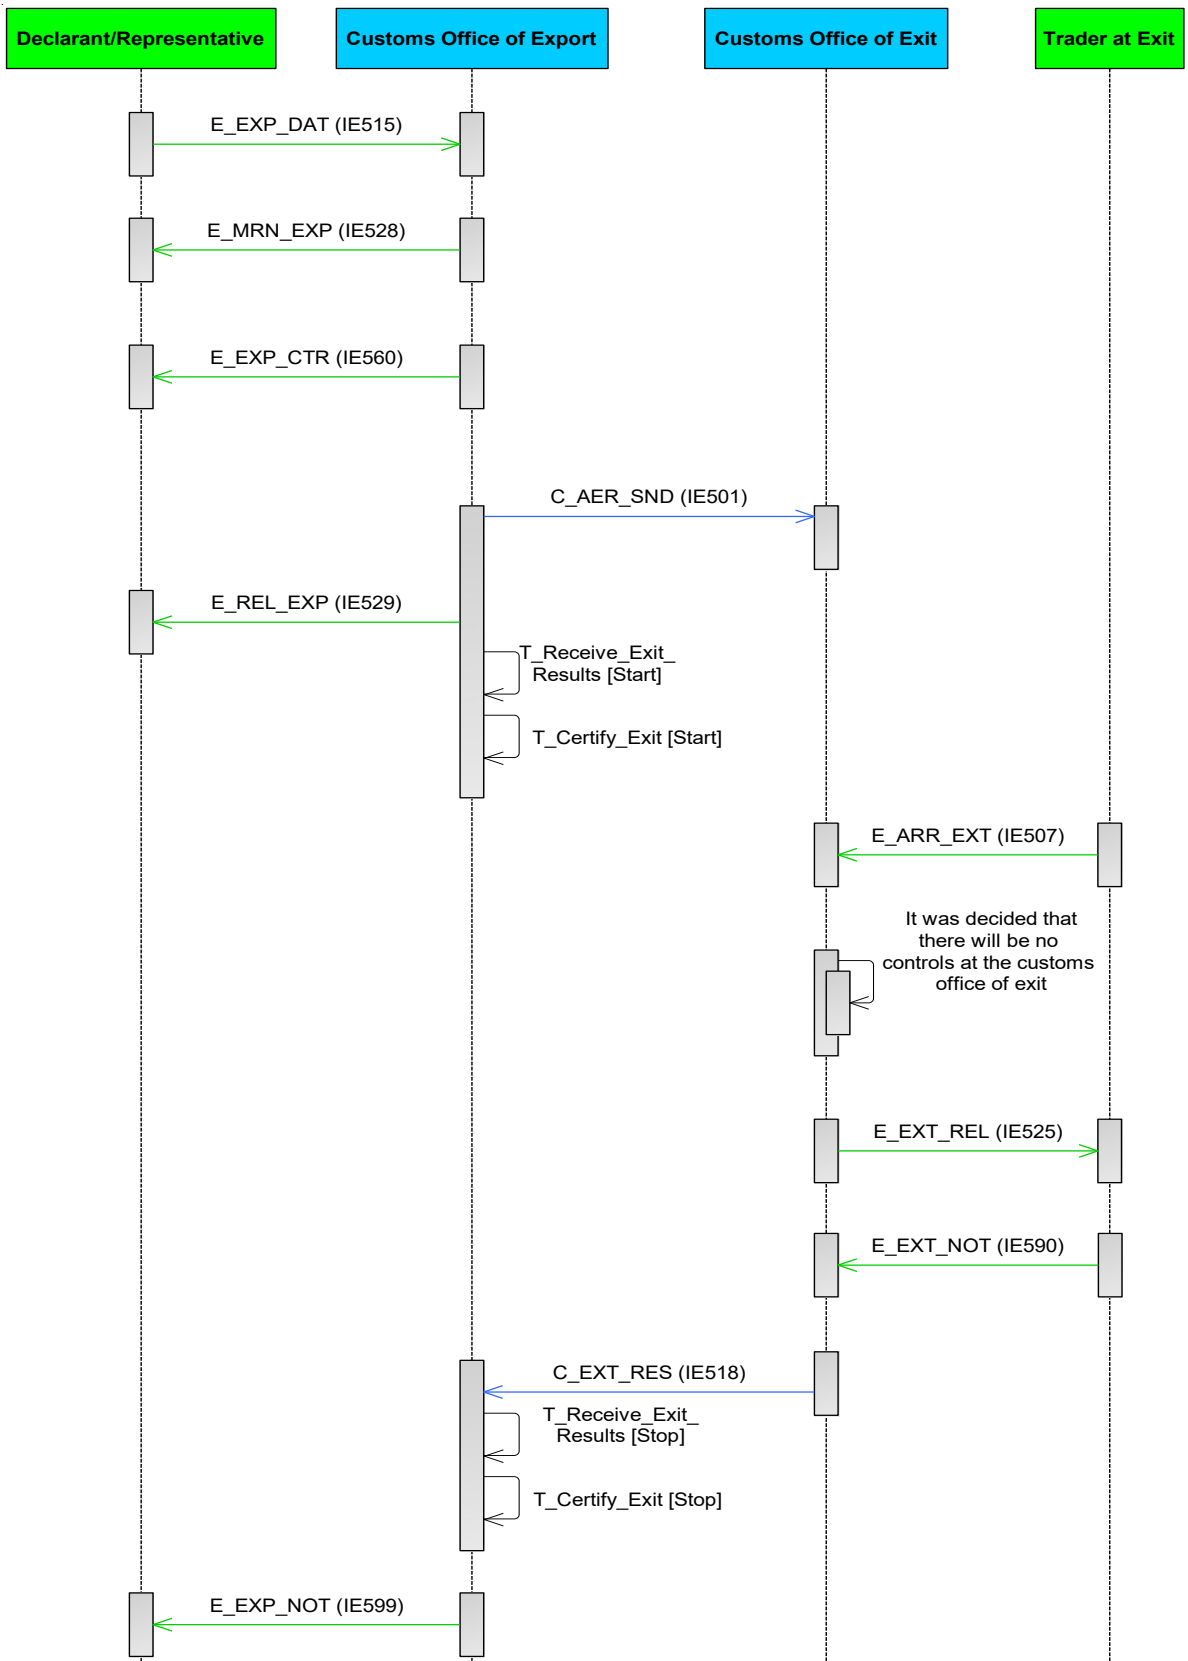 Declarant/Representative
Customs Office of Export
Customs Office of Exit
Trader at Exit
E_EXP_DAT (IE515)
E_MRN_EXP (IE528)
E_EXP_CTR (IE560)
C_AER_SND (IE501)
E_REL_EXP (IE529)
T_Receive_Exit_
Results [Start]
T_Certify_Exit [Start]
E_ARR_EXT (IE507)
It was decided that
there will be no
controls at the customs
office of exit
E_EXT_REL (IE525)
E_EXT_NOT (IE590)
C_EXT_RES (IE518)
T_Receive_Exit_
Results [Stop]
T_Certify_Exit [Stop]
E_EXP_NOT (IE599)